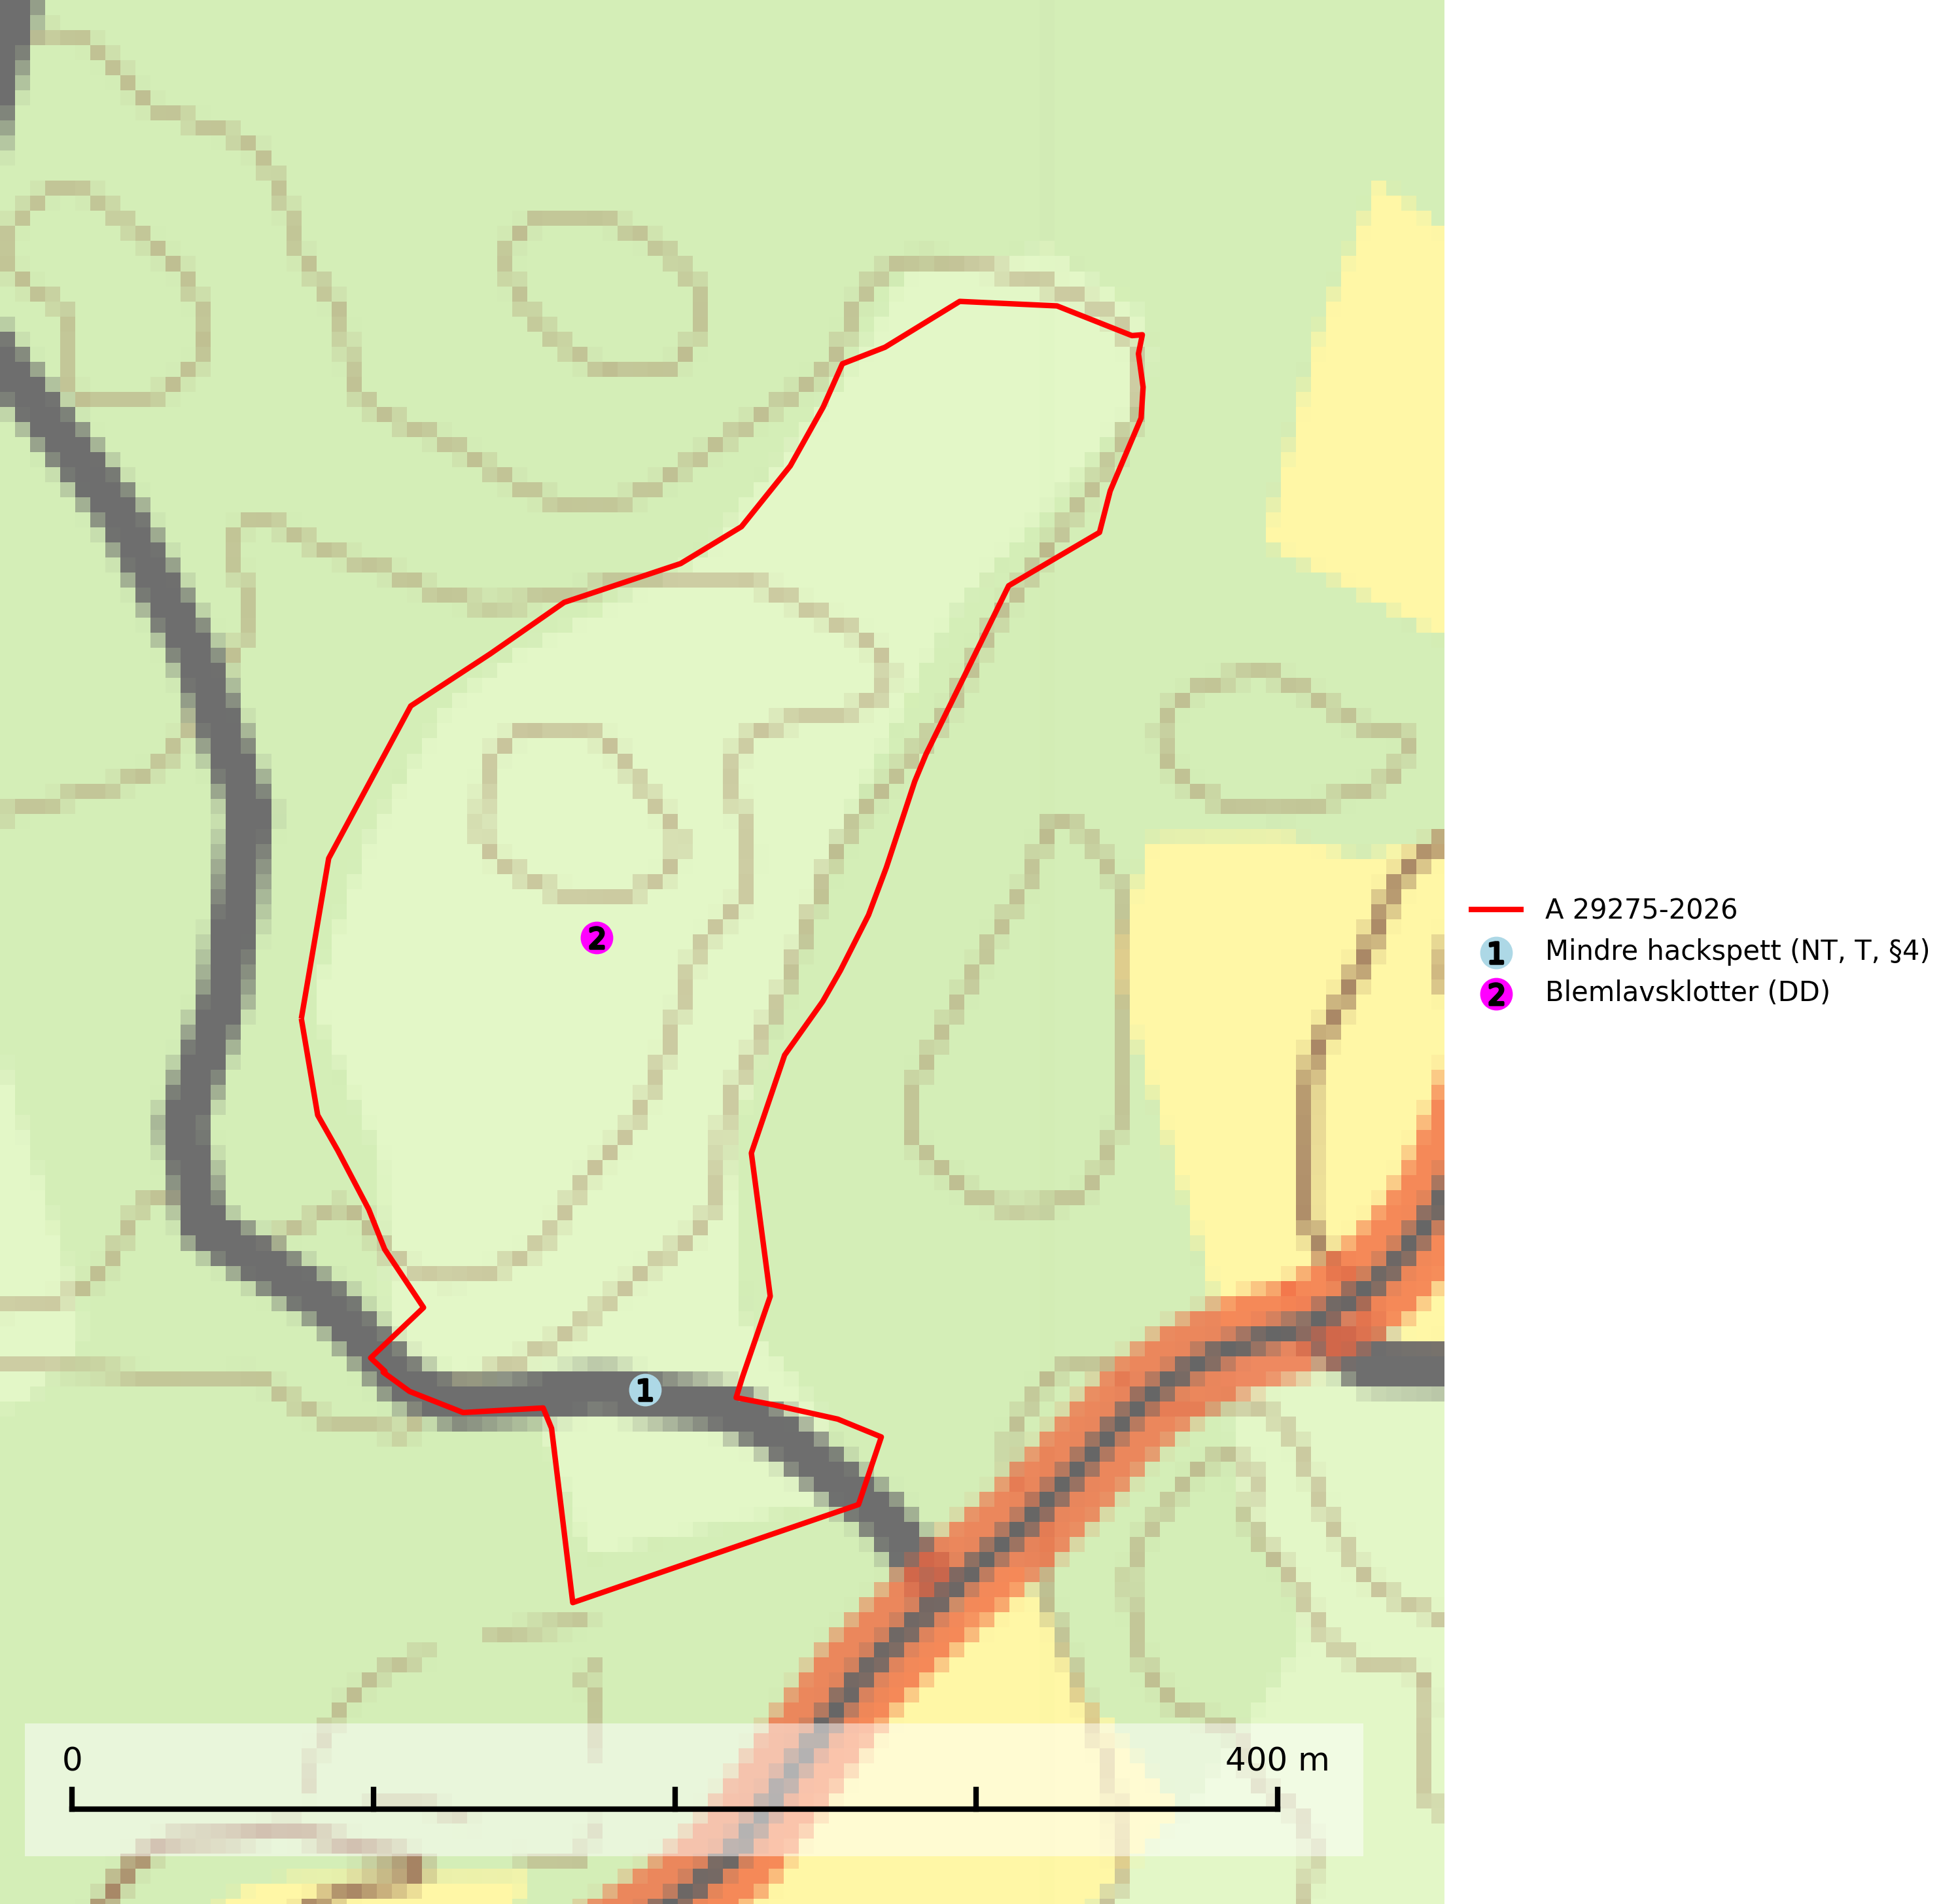 A 29275-2026
1 Mindre hackspett (NT, T, §4)
2 Blemlavsklotter (DD)
2
1
0 400 m